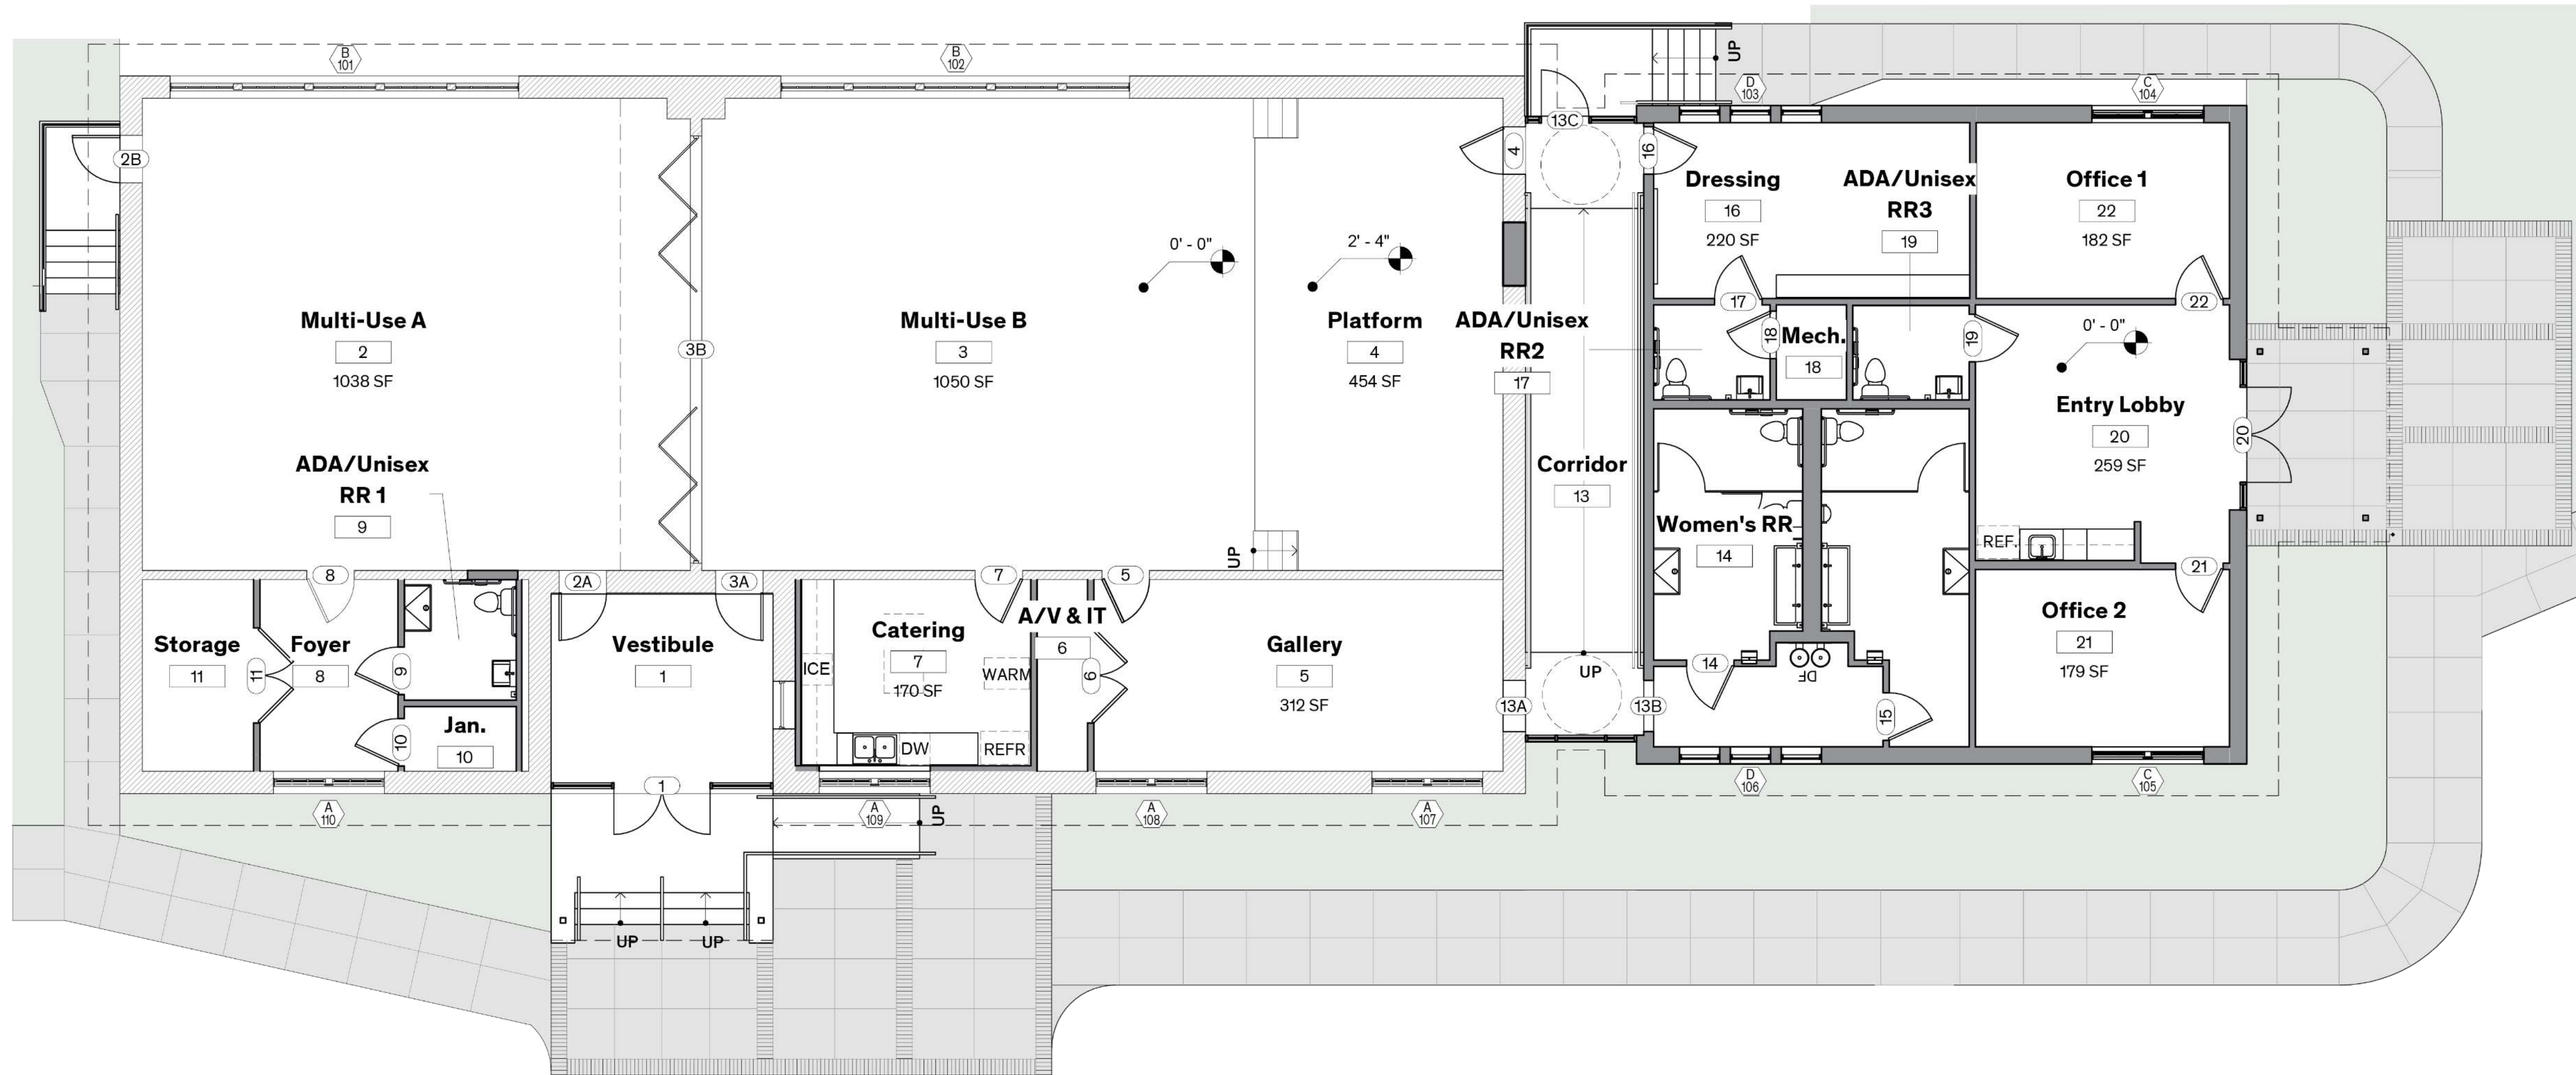 B
101
B
102
UP
D
103
C
104
13C
2B
4
16
Dressing
16
220 SF
ADA/Unisex
RR3
19
Office 1
22
182 SF
0' - 0"
2' - 4"
17
22
Multi-Use A
2
1038 SF
3B
Multi-Use B
3
1050 SF
Platform
4
454 SF
ADA/Unisex
RR2
17
18
Mech.
18
19
0' - 0"
Entry Lobby
20
259 SF
20
ADA/Unisex
RR 1
9
Corridor
13
Women's RR
14
REF.
UP
8
2A
3A
7
5
21
Storage
11
11
Foyer
8
9
Vestibule
1
Catering
7
170 SF
ICE
WARM
A/V & IT
6
6
Gallery
5
312 SF
UP
14
DF
Office 2
21
179 SF
13A
13B
15
10
Jan.
10
DW
REFR
1
A
110
A
109
UP
A
108
A
107
D
106
C
105
UP
UP